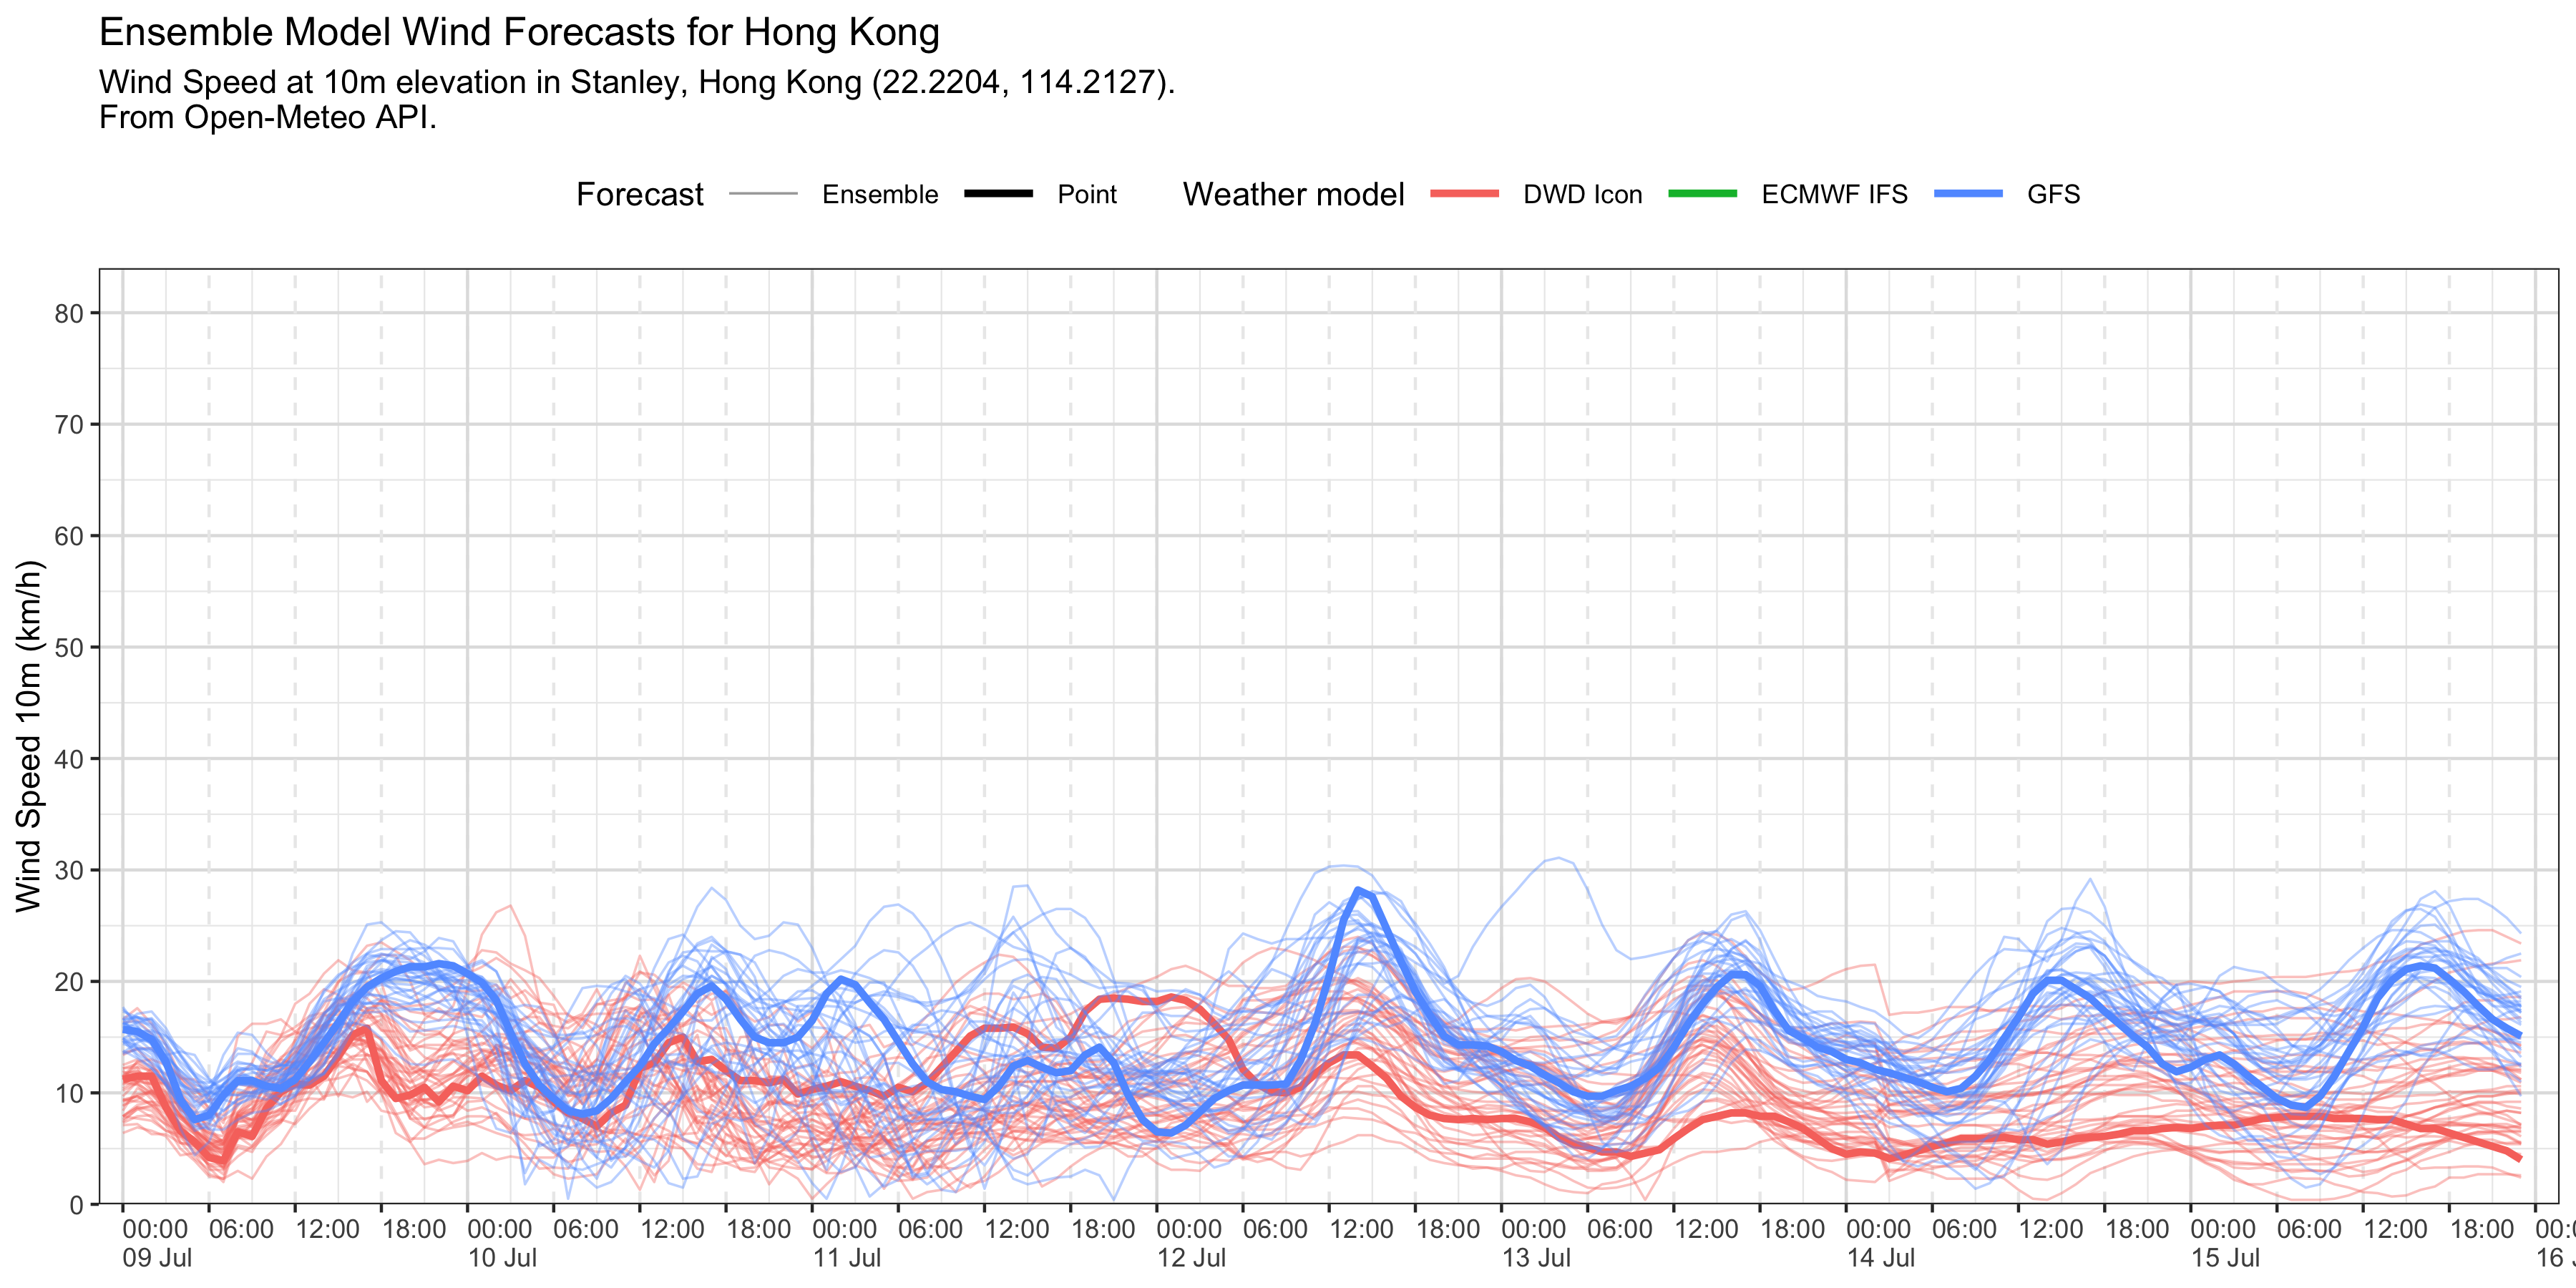 Ensemble Model Wind Forecasts for Hong Kong
Wind Speed at 10m elevation in Stanley, Hong Kong (22.2204, 114.2127).
From Open-Meteo API.
Forecast Ensemble Point Weather model DWD Icon ECMWF IFS GFS
Wind Speed 10m (km/h)
80
70
60
50
40
30
20
10
0
00:00 06:00 12:00 18:00 00:00 06:00 12:00 18:00 00:00 06:00 12:00 18:00 00:00 06:00 12:00 18:00 00:00 06:00 12:00 18:00 00:00 06:00 12:00 18:00 00:00 06:00 12:00 18:00 00:0
09 Jul 10 Jul 11 Jul 12 Jul 13 Jul 14 Jul 15 Jul 16